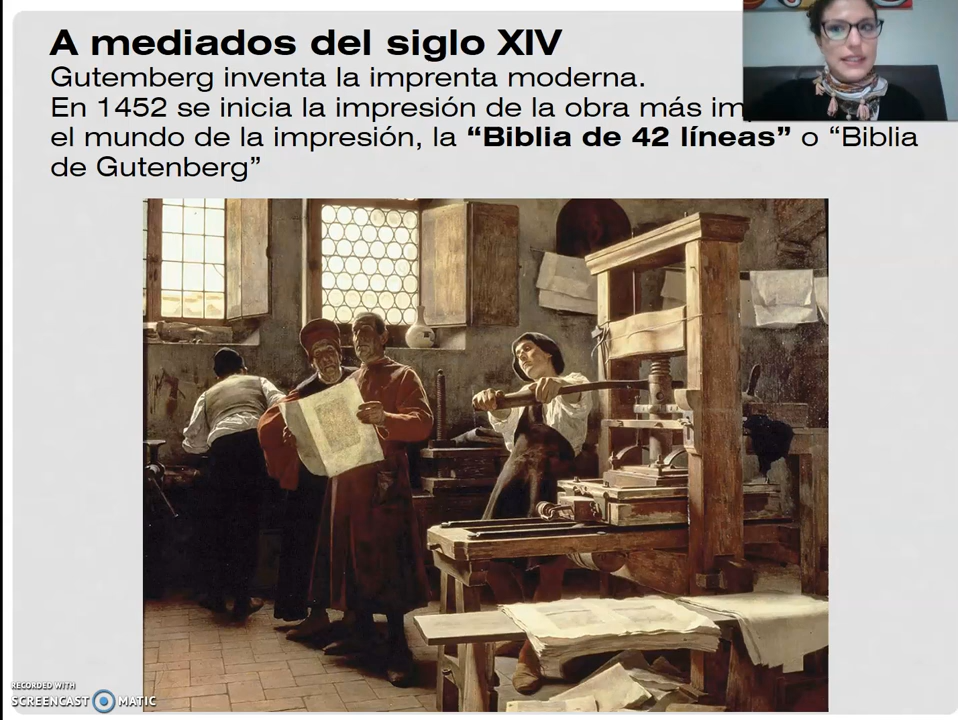 A mediados del siglo XIV
Gutemberg inventa la imprenta moderna.
En 1452 se inicia la impresión de la obra más
el mundo de la impresión, la “Biblia de 42 líneas” o “Biblia
de Gutenberg”
RECORDED WITH
SCREENCAST MATIC